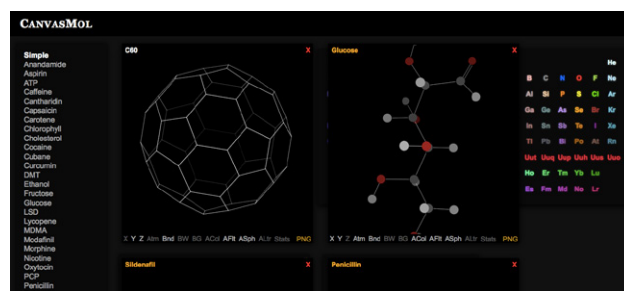 CANVASMOL
Simple
Anandamide
Aspirin
ATP
Caffeine
Cantharidin
Capsaicin
Carotene
Chlorophyll
Cholesterol
Cocaine
Cubane
Curcumin
DMT
Ethanol
Fructose
Glucose
LSD
Lycopene
MDMA
Modafinil
Morphine
Nicotine
Oxytocin
PCP
Penicillin
C60 X
X Y Z Atm Bnd BW BG ACol AFlt ASph ALtr Stats PNG
Glucose X
X Y Z Atm Bnd BW BG ACol AFlt ASph ALtr Stats PNG
Sildenafil X
Penicillin X
He
B C N O F Ne
Al Si P S Cl Ar
Ga Ge As Se Br Kr
In Sn Sb Te I Xe
Tl Pb Bi Po At Rn
Uut Uuq Uup Uuh Uus Uuo
Ho Er Tm Yb Lu
Es Fm Md No Lr